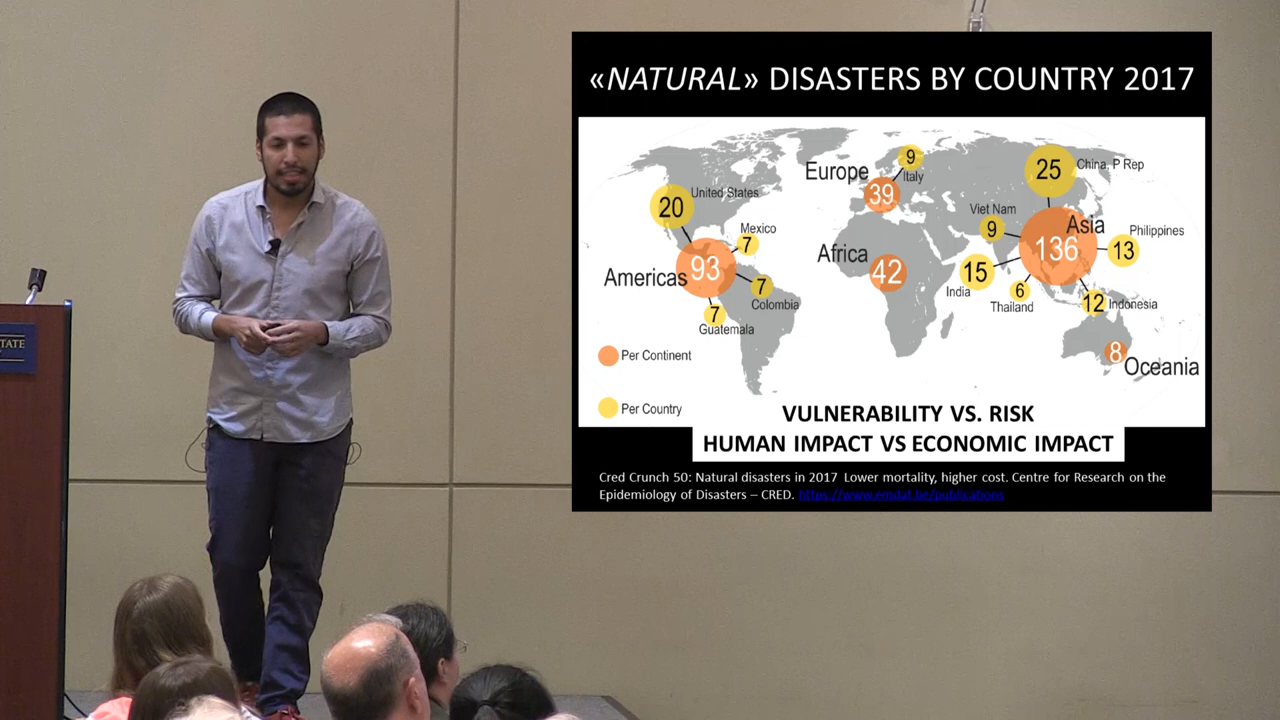 «NATURAL» DISASTERS BY COUNTRY 2017
Europe
9
Italy
39
25
China, P Rep
20
United States
Mexico
7
Viet Nam
9
Asia
136
Philippines
13
Africa
42
Americas
93
7
Colombia
15
India
6
Thailand
12
Indonesia
7
Guatemala
8
Oceania
Per Continent
Per Country
VULNERABILITY VS. RISK
HUMAN IMPACT VS ECONOMIC IMPACT
Cred Crunch 50: Natural disasters in 2017 Lower mortality, higher cost. Centre for Research on the
Epidemiology of Disasters – CRED. https://www.emdat.be/publications
STATE